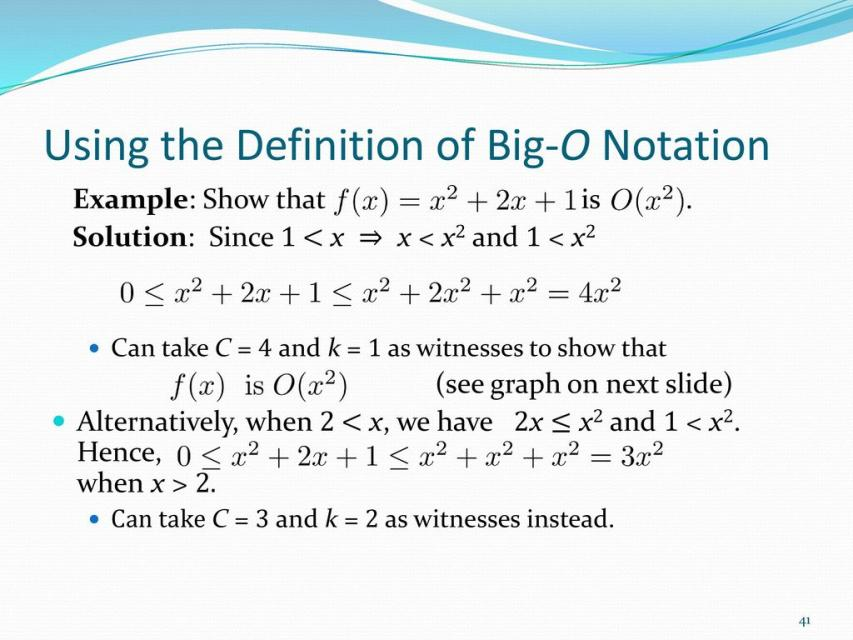 Using the Definition of Big-O Notation
Example: Show that f(x) = x² + 2x + 1 is O(x²).
Solution: Since 1 < x ⇒ x < x² and 1 < x²
0 ≤ x² + 2x + 1 ≤ x² + 2x² + x² = 4x²
• Can take C = 4 and k = 1 as witnesses to show that
f(x) is O(x²) (see graph on next slide)
• Alternatively, when 2 < x, we have 2x ≤ x² and 1 < x².
Hence, 0 ≤ x² + 2x + 1 ≤ x² + x² + x² = 3x²
when x > 2.
• Can take C = 3 and k = 2 as witnesses instead.
41